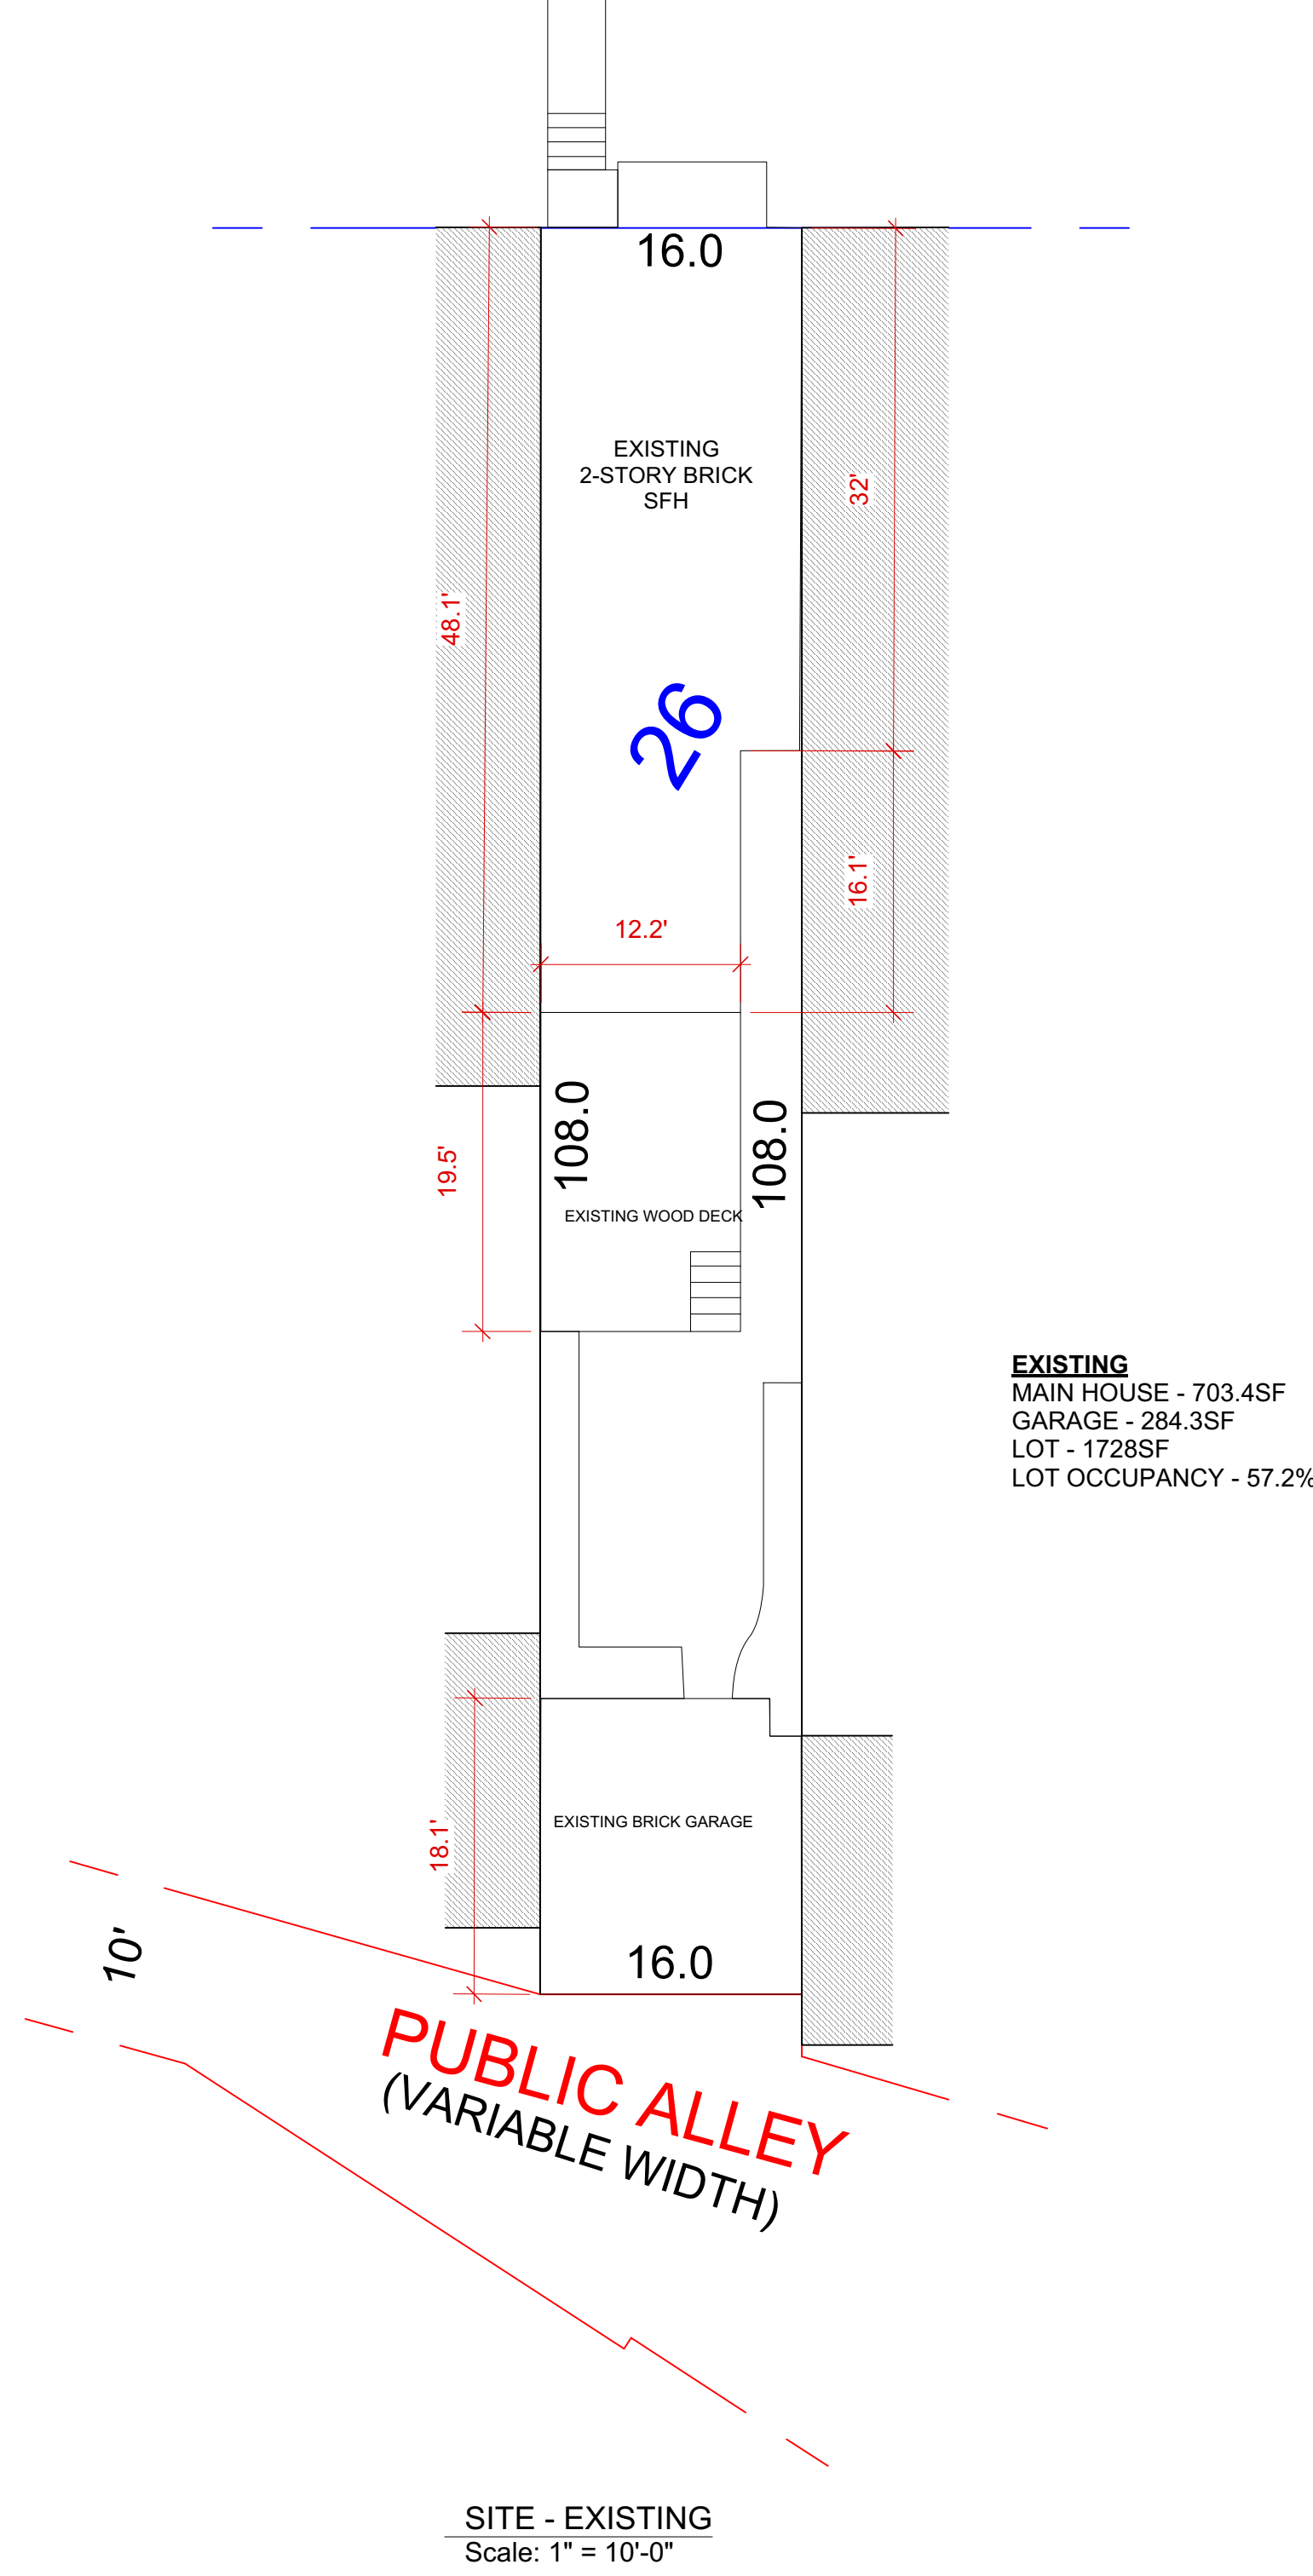 16.0
EXISTING
2-STORY BRICK
SFH
32'
48.1'
26
16.1'
12.2'
108.0
108.0
19.5'
EXISTING WOOD DECK
EXISTING
MAIN HOUSE - 703.4SF
GARAGE - 284.3SF
LOT - 1728SF
LOT OCCUPANCY - 57.2%
EXISTING BRICK GARAGE
18.1'
10'
16.0
PUBLIC ALLEY
(VARIABLE WIDTH)
SITE - EXISTING
Scale: 1" = 10'-0"